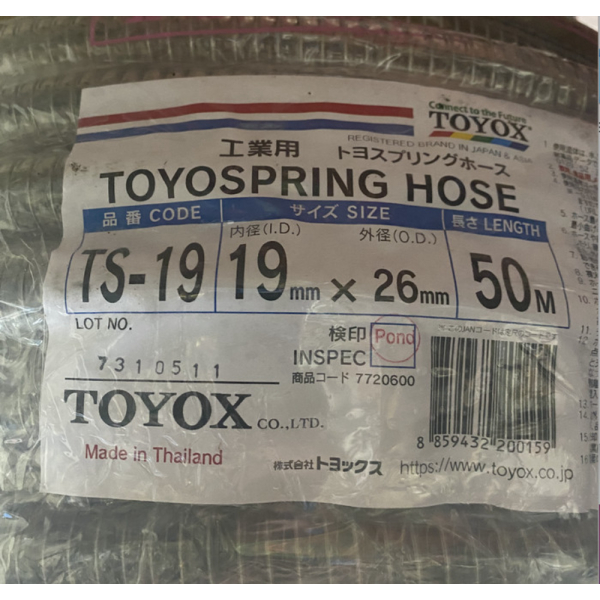 Connect to the Future
TOYOX
REGISTERED BRAND IN JAPAN & ASIA
工業用 トヨスプリングホース
TOYOSPRING HOSE
品番 CODE サイズ SIZE 長さ LENGTH
内径(I.D.) 外径(O.D.)
TS-19 19mm × 26mm 50M
LOT NO. 検印 Pond
INSPEC
7310511 商品コード 7720600
TOYOX CO.,LTD.
8 859432 200159
Made in Thailand 株式会社トヨックス https://www.toyox.co.jp